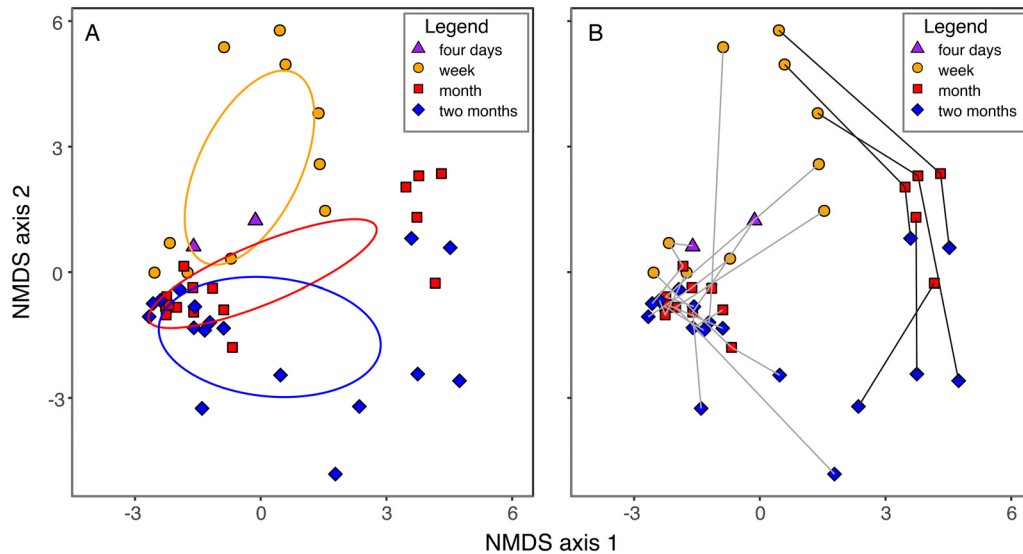 A
Legend
four days
week
month
two months
B
Legend
four days
week
month
two months
6
3
0
-3
NMDS axis 2
-3
0
3
6
-3
0
3
6
NMDS axis 1